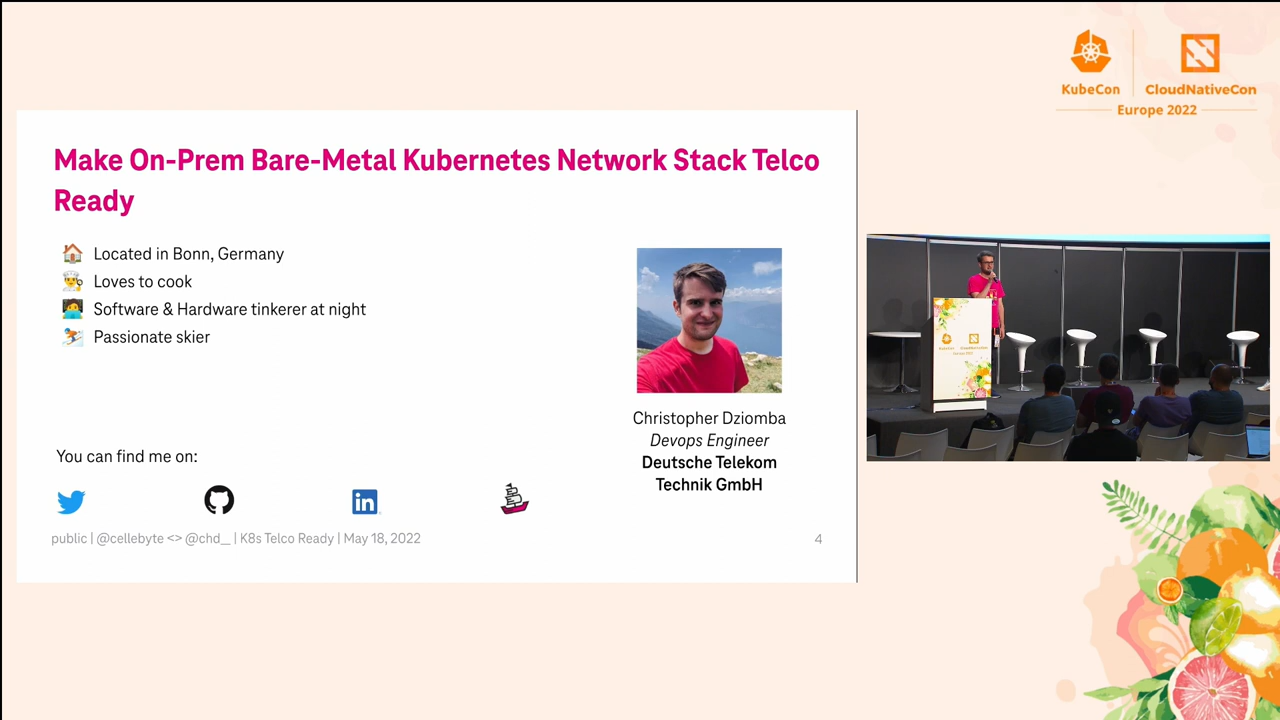 KubeCon
CloudNativeCon
Europe 2022
Make On-Prem Bare-Metal Kubernetes Network Stack Telco
Ready
Located in Bonn, Germany
Loves to cook
Software & Hardware tinkerer at night
Passionate skier
Christopher Dziomba
Devops Engineer
Deutsche Telekom
Technik GmbH
You can find me on:
in
public | @cellebyte <> @chd_ | K8s Telco Ready | May 18, 2022
4